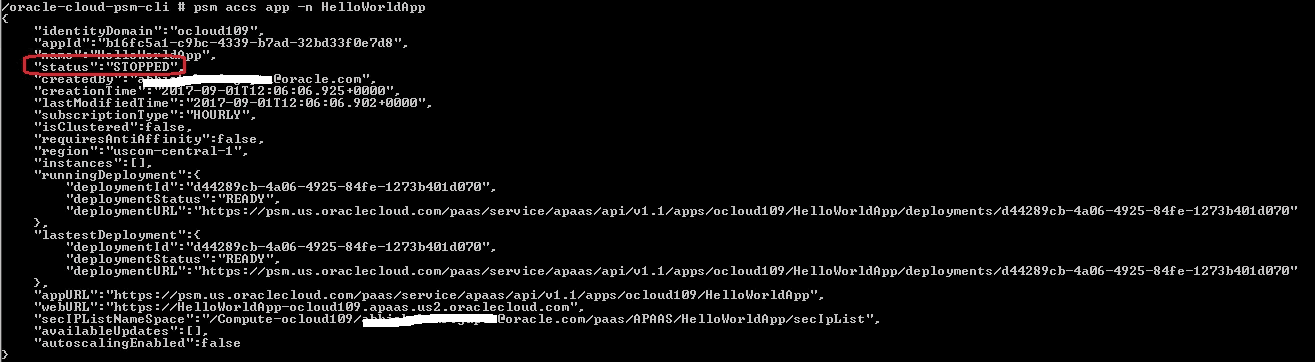 /oracle-cloud-psm-cli # psm accs app -n HelloWorldApp
{
"identityDomain":"ocloud109",
"appId":"b16fc5a1-c9bc-4339-b7ad-32bd33f0e7d8",
"name":"HelloWorldApp",
"status":"STOPPED",
"createdBy":"@oracle.com",
"creationTime":"2017-09-01T12:06:06.925+0000",
"lastModifiedTime":"2017-09-01T12:06:06.902+0000",
"subscriptionType":"HOURLY",
"isClustered":false,
"requiresAntiAffinity":false,
"region":"uscom-central-1",
"instances":[],
"runningDeployment":{
"deploymentId":"d44289cb-4a06-4925-84fe-1273b401d070",
"deploymentStatus":"READY",
"deploymentURL":"https://psm.us.oraclecloud.com/paas/service/apaas/api/v1.1/apps/ocloud109/HelloWorldApp/deployments/d44289cb-4a06-4925-84fe-1273b401d070"
},
"lastestDeployment":{
"deploymentId":"d44289cb-4a06-4925-84fe-1273b401d070",
"deploymentStatus":"READY",
"deploymentURL":"https://psm.us.oraclecloud.com/paas/service/apaas/api/v1.1/apps/ocloud109/HelloWorldApp/deployments/d44289cb-4a06-4925-84fe-1273b401d070"
},
"appURL":"https://psm.us.oraclecloud.com/paas/service/apaas/api/v1.1/apps/ocloud109/HelloWorldApp",
"webURL":"https://HelloWorldApp-ocloud109.apaas.us2.oraclecloud.com",
"secIPListNameSpace":"/Compute-ocloud109/@oracle.com/paas/APAAS/HelloWorldApp/secIpList",
"availableUpdates":[],
"autoscalingEnabled":false
}